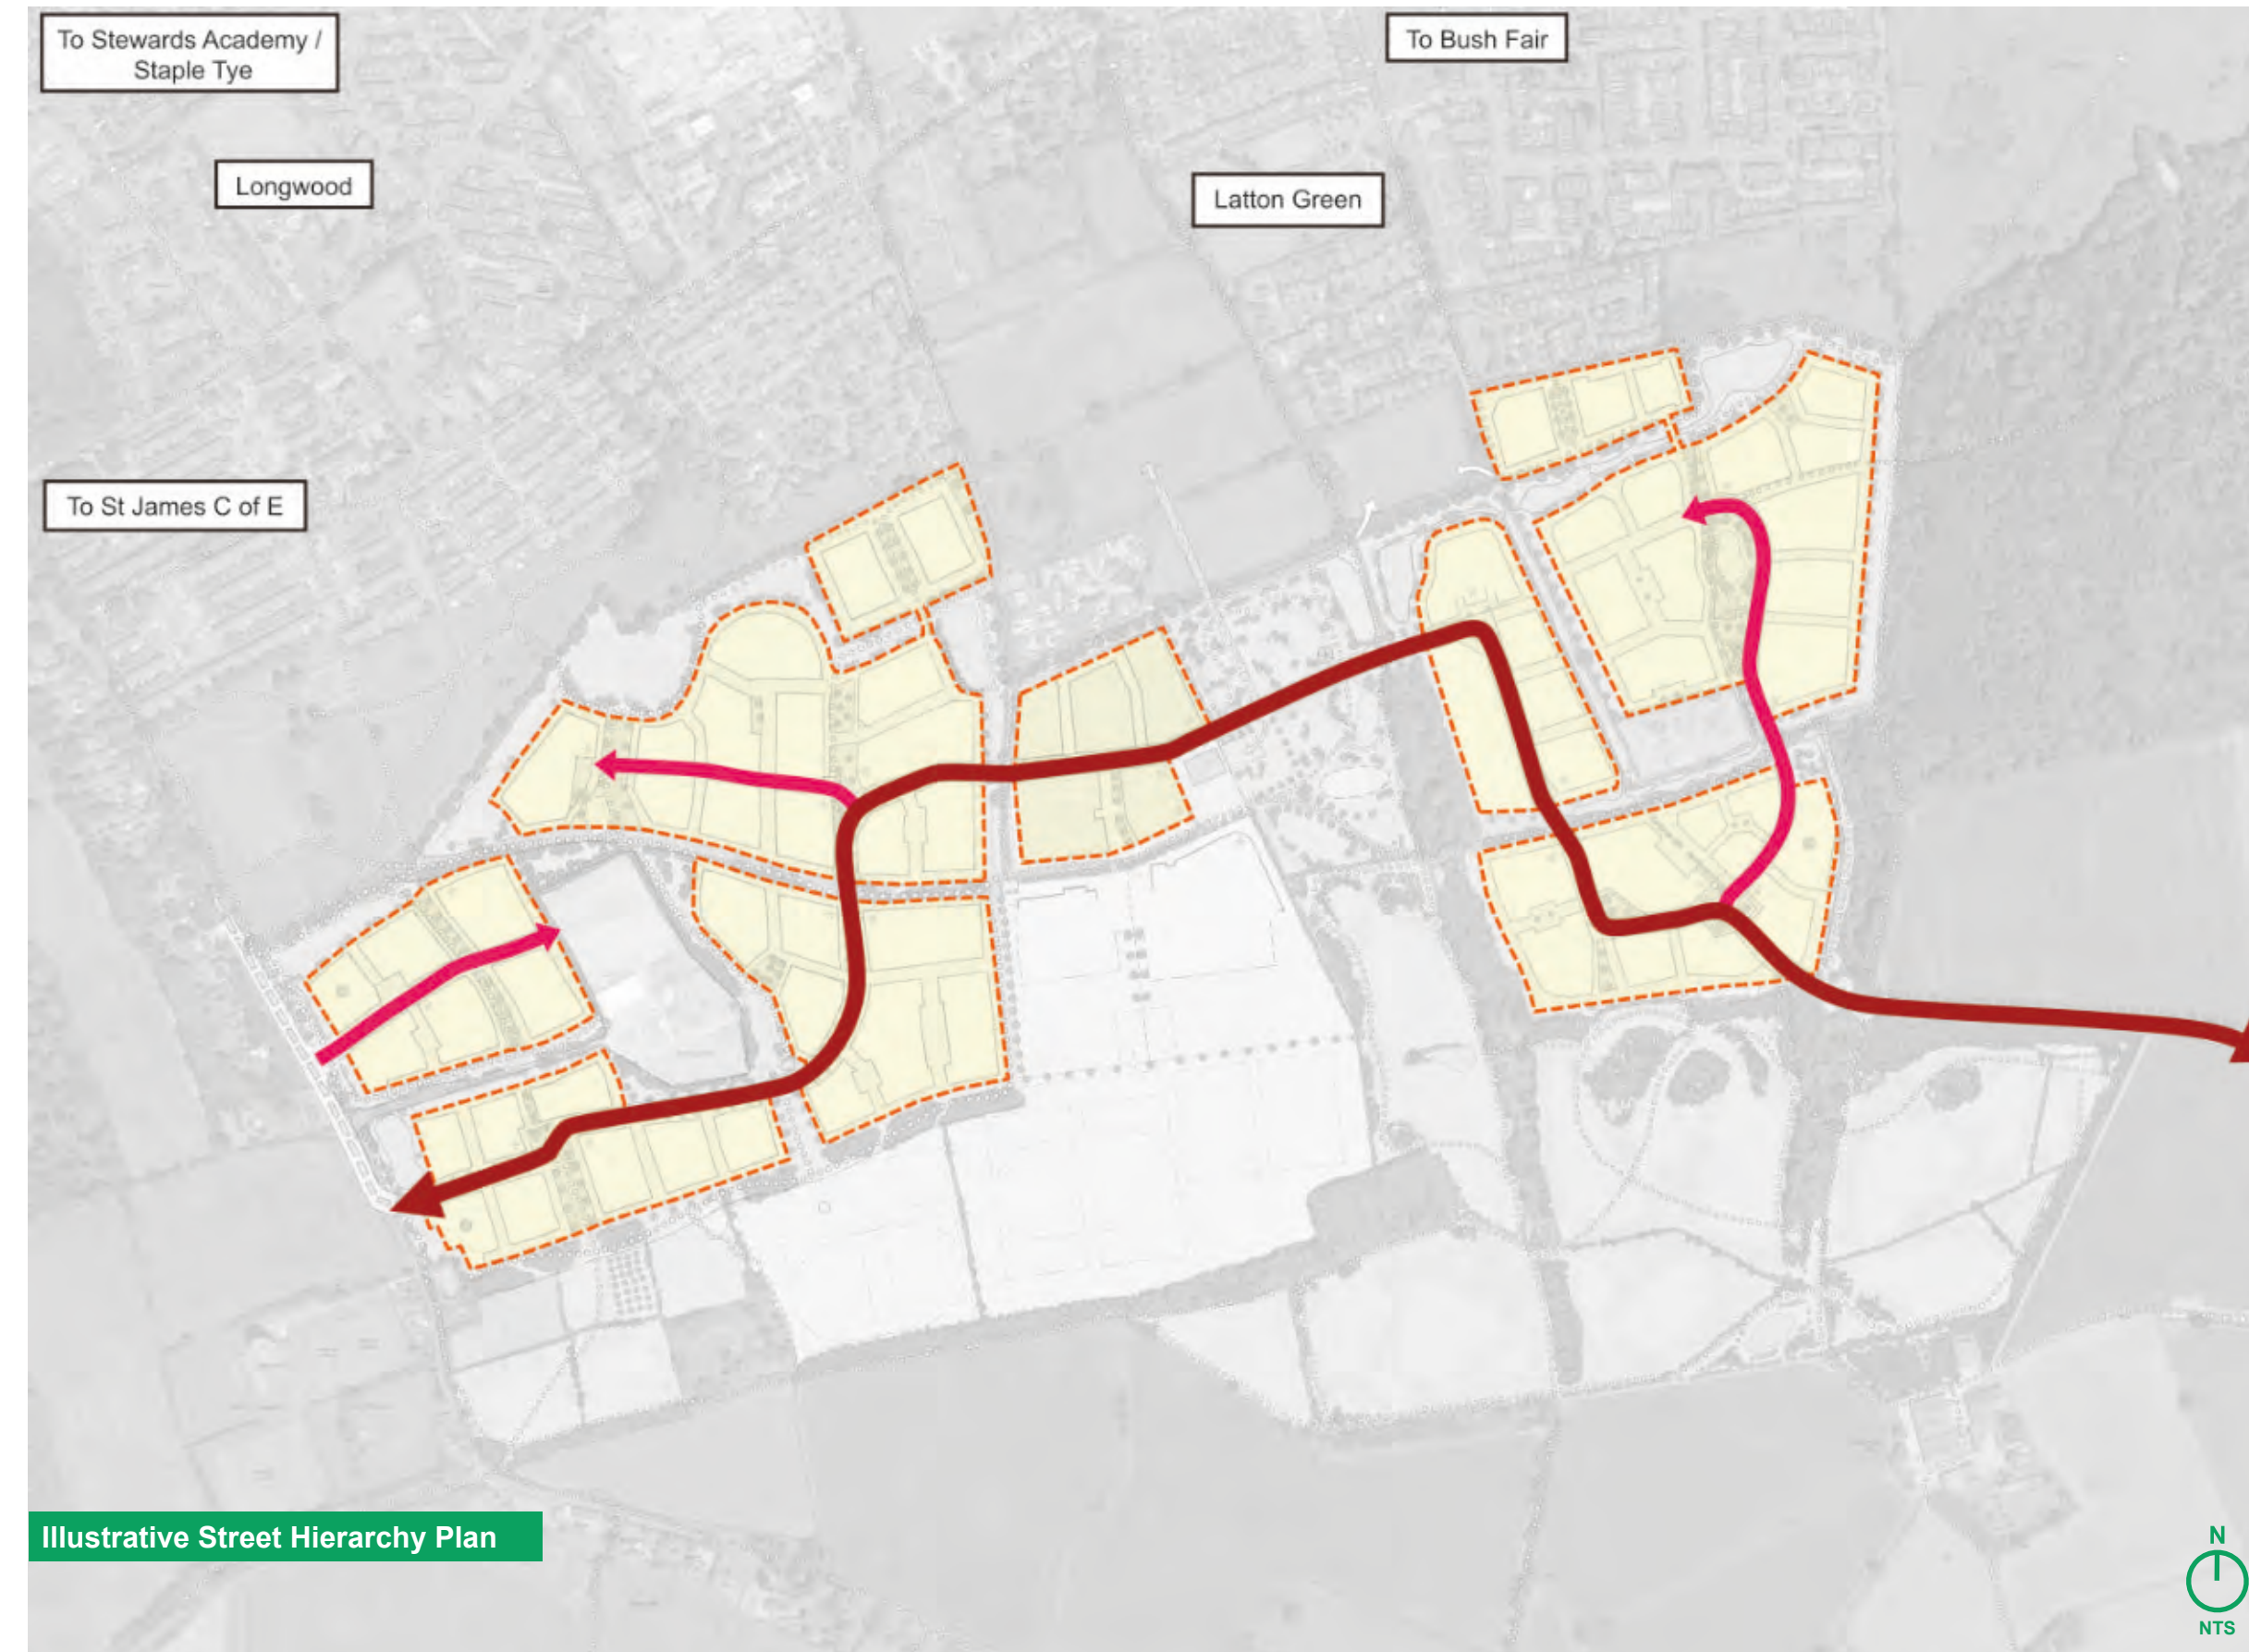 To Stewards Academy /
Staple Tye
To Bush Fair
Longwood
Latton Green
To St James C of E
Illustrative Street Hierarchy Plan
N
NTS